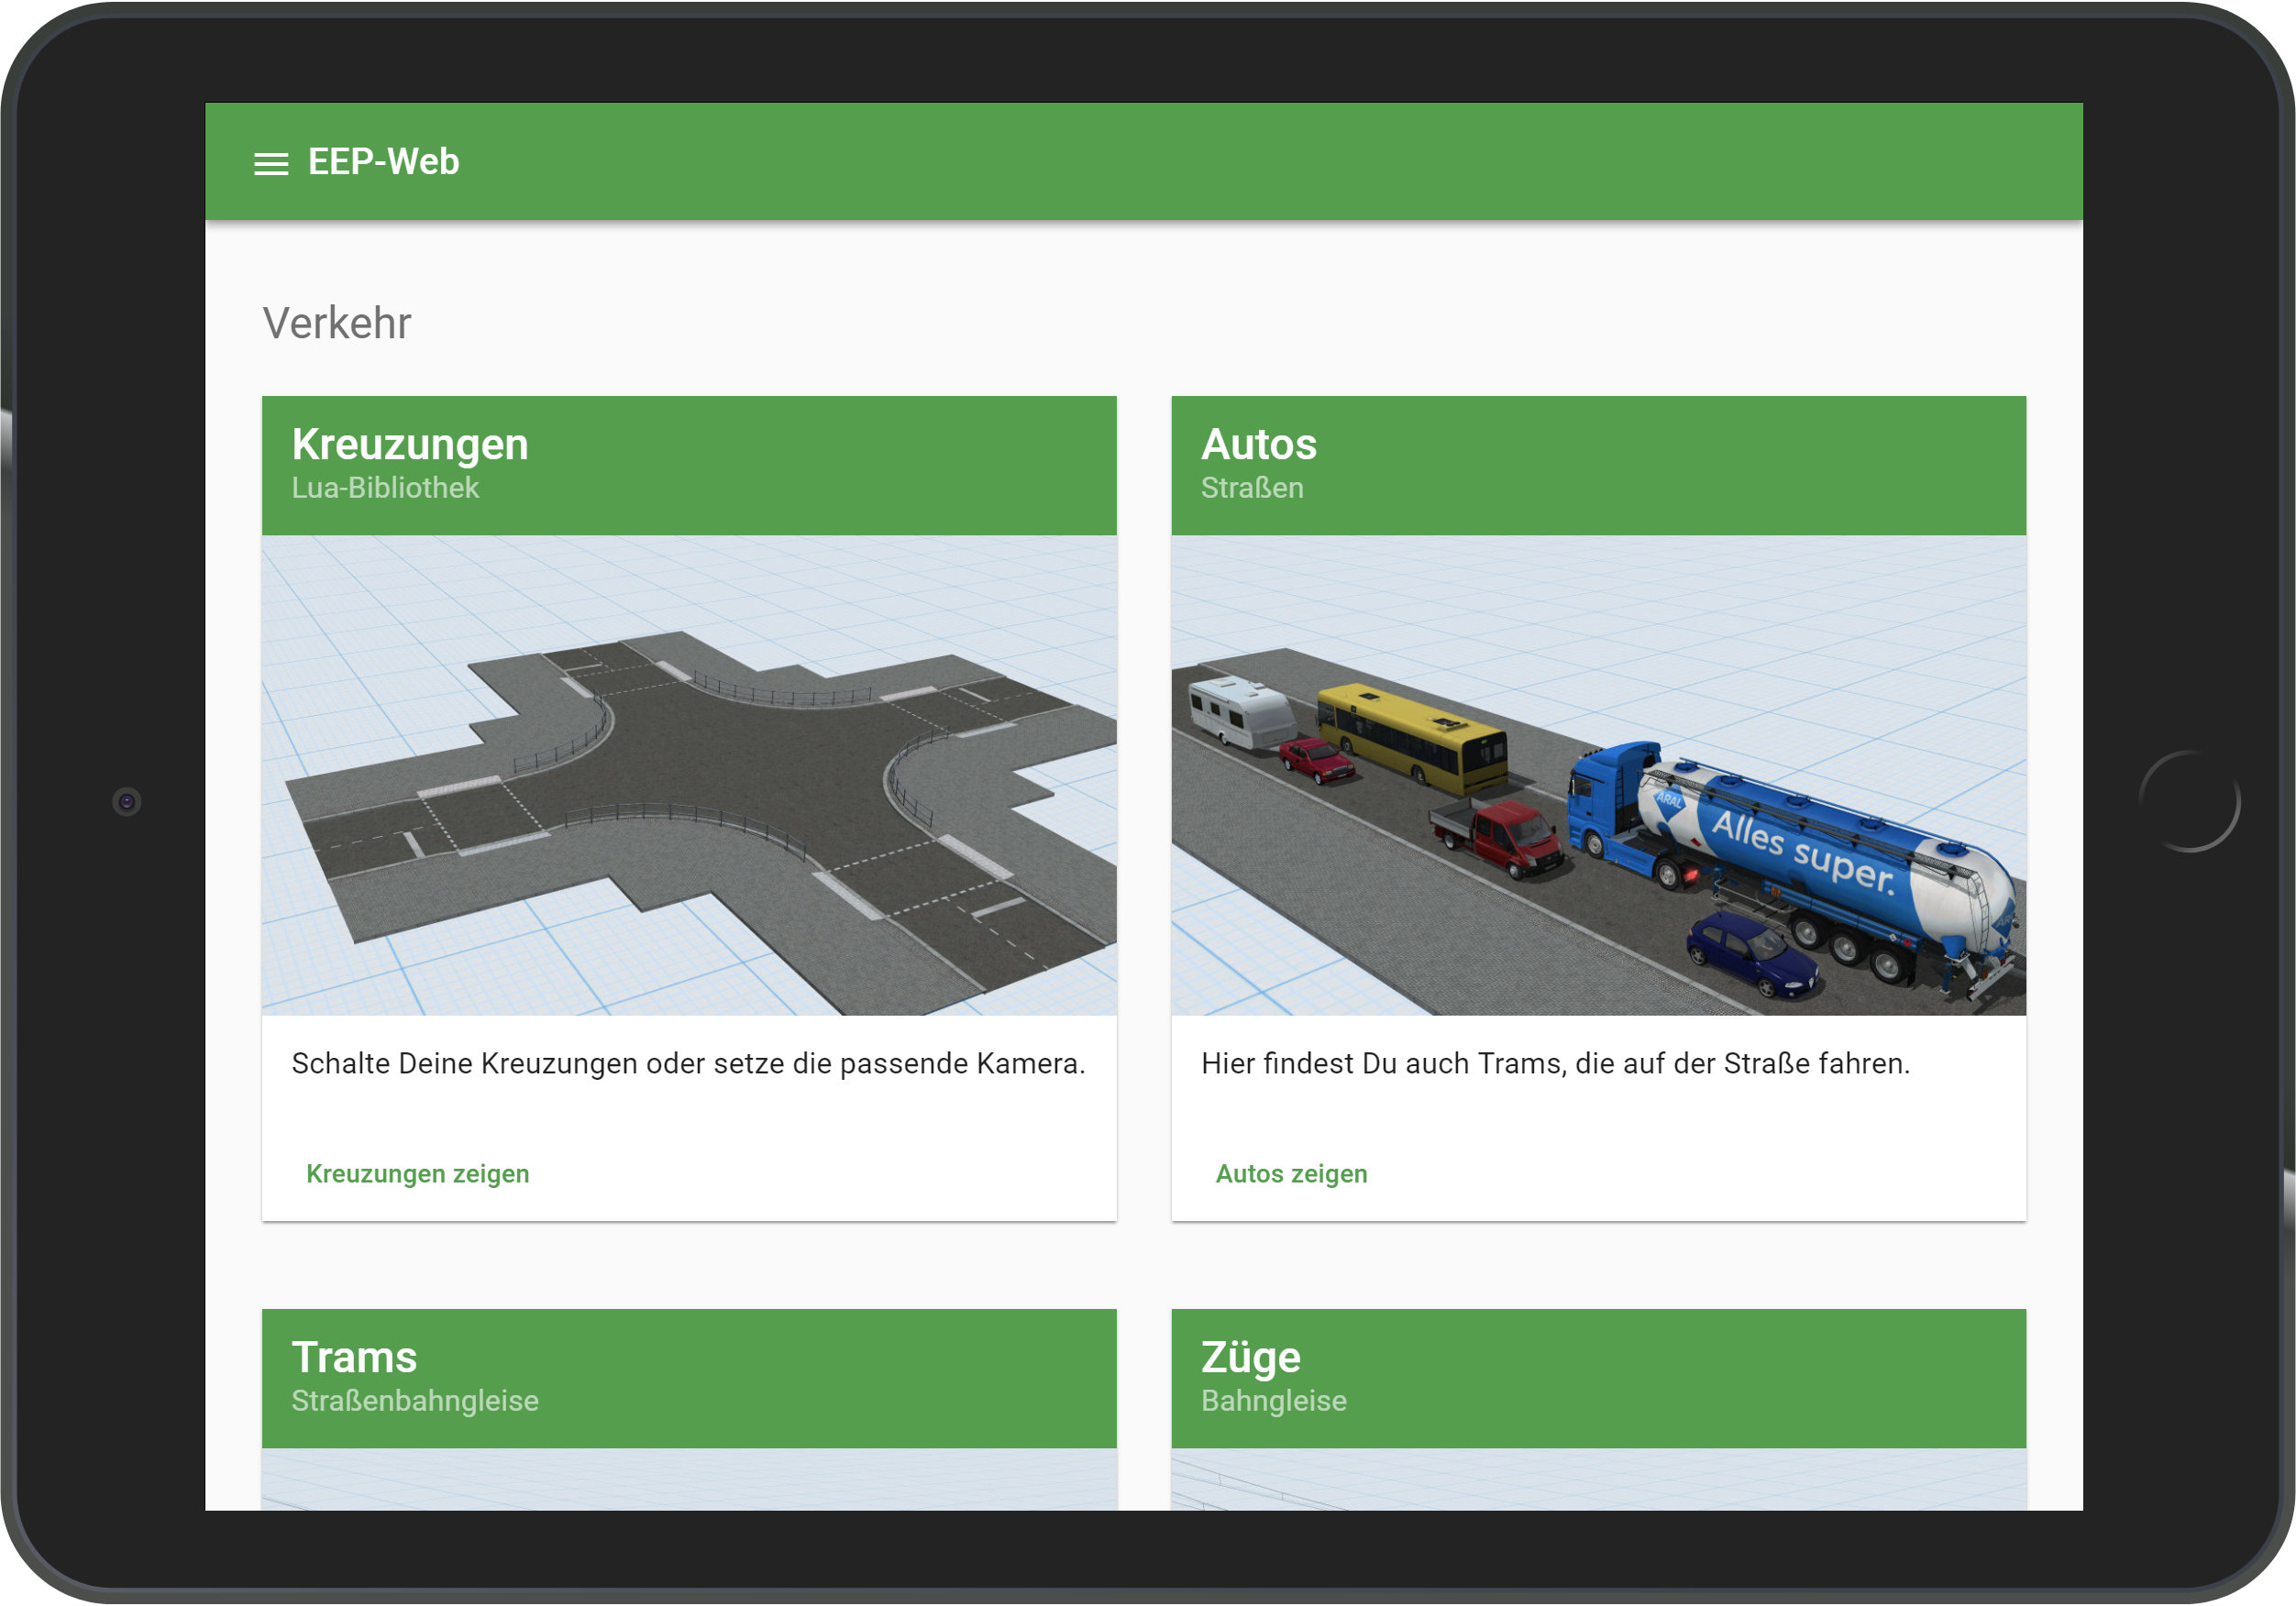 EEP-Web
Verkehr
Kreuzungen
Lua-Bibliothek
Autos
Straßen
ARAL
Alles super.
Schalte Deine Kreuzungen oder setze die passende Kamera.
Hier findest Du auch Trams, die auf der Straße fahren.
Kreuzungen zeigen
Autos zeigen
Trams
Straßenbahngleise
Züge
Bahngleise